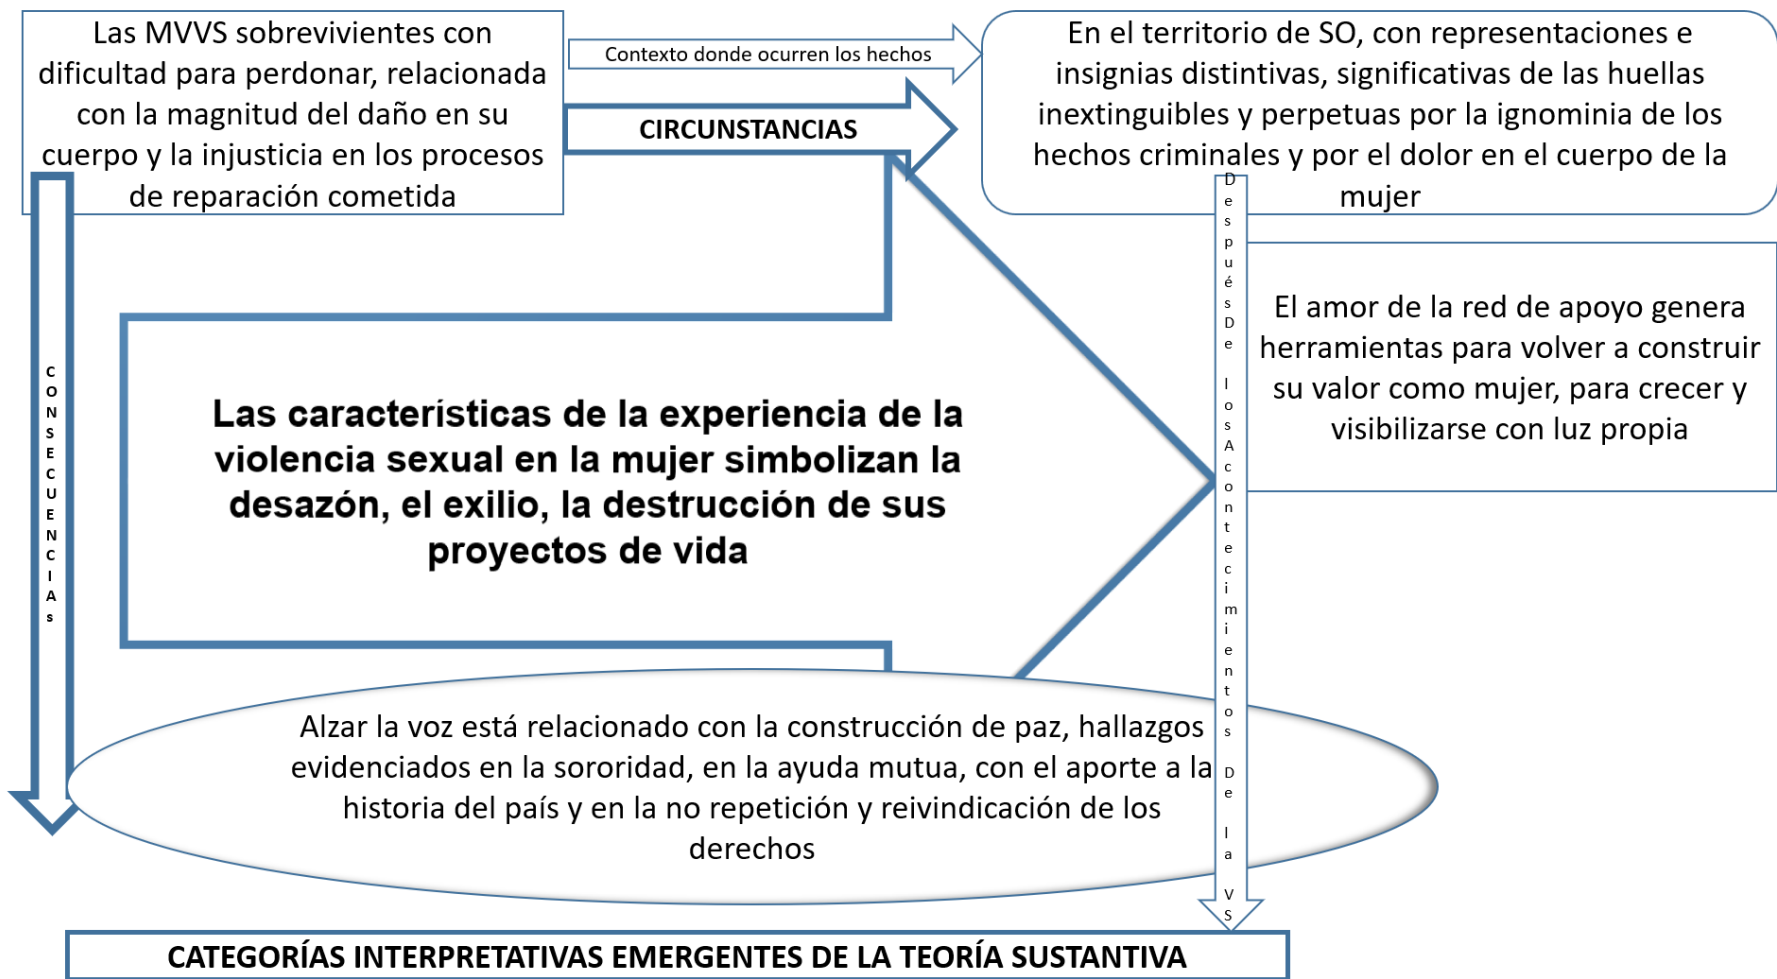 Las MVVS sobrevivientes con
dificultad para perdonar, relacionada
con la magnitud del daño en su
cuerpo y la injusticia en los procesos
de reparación cometida
Contexto donde ocurren los hechos
CIRCUNSTANCIAS
En el territorio de SO, con representaciones e
insignias distintivas, significativas de las huellas
inextinguibles y perpetuas por la ignominia de los
hechos criminales y por el dolor en el cuerpo de la
mujer
CONSECUENCIAs
DespuésDe losAcontecimientos De la VS
El amor de la red de apoyo genera
herramientas para volver a construir
su valor como mujer, para crecer y
visibilizarse con luz propia
Las características de la experiencia de la
violencia sexual en la mujer simbolizan la
desazón, el exilio, la destrucción de sus
proyectos de vida
Alzar la voz está relacionado con la construcción de paz, hallazgos
evidenciados en la sororidad, en la ayuda mutua, con el aporte a la
historia del país y en la no repetición y reivindicación de los
derechos
CATEGORÍAS INTERPRETATIVAS EMERGENTES DE LA TEORÍA SUSTANTIVA